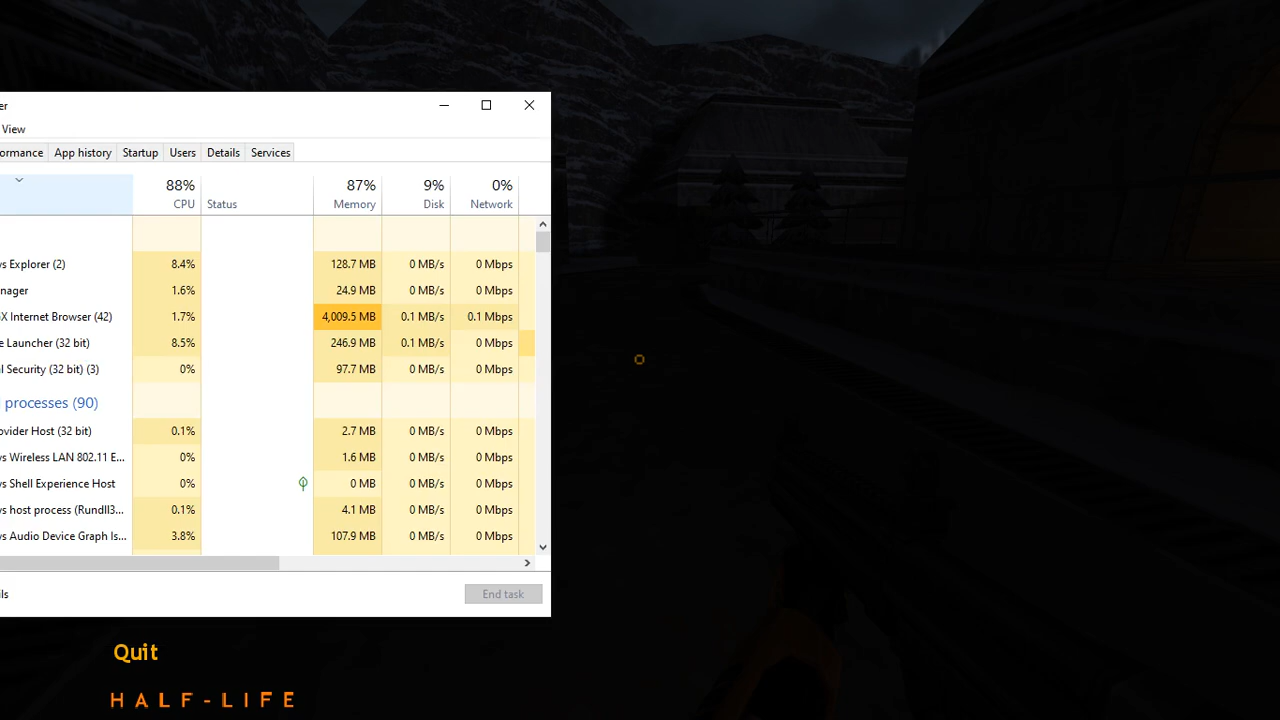 er
View
ormance App history Startup Users Details Services
88% 87% 9% 0%
CPU Status Memory Disk Network
s Explorer (2) 8.4% 128.7 MB 0 MB/s 0 Mbps
nager 1.6% 24.9 MB 0 MB/s 0 Mbps
X Internet Browser (42) 1.7% 4,009.5 MB 0.1 MB/s 0.1 Mbps
e Launcher (32 bit) 8.5% 246.9 MB 0.1 MB/s 0 Mbps
l Security (32 bit) (3) 0% 97.7 MB 0 MB/s 0 Mbps
processes (90)
ovider Host (32 bit) 0.1% 2.7 MB 0 MB/s 0 Mbps
s Wireless LAN 802.11 E... 0% 1.6 MB 0 MB/s 0 Mbps
s Shell Experience Host 0% 0 MB 0 MB/s 0 Mbps
s host process (Rundll3... 0.1% 4.1 MB 0 MB/s 0 Mbps
s Audio Device Graph Is... 3.8% 107.9 MB 0 MB/s 0 Mbps
ils End task
Quit
HALF-LIFE